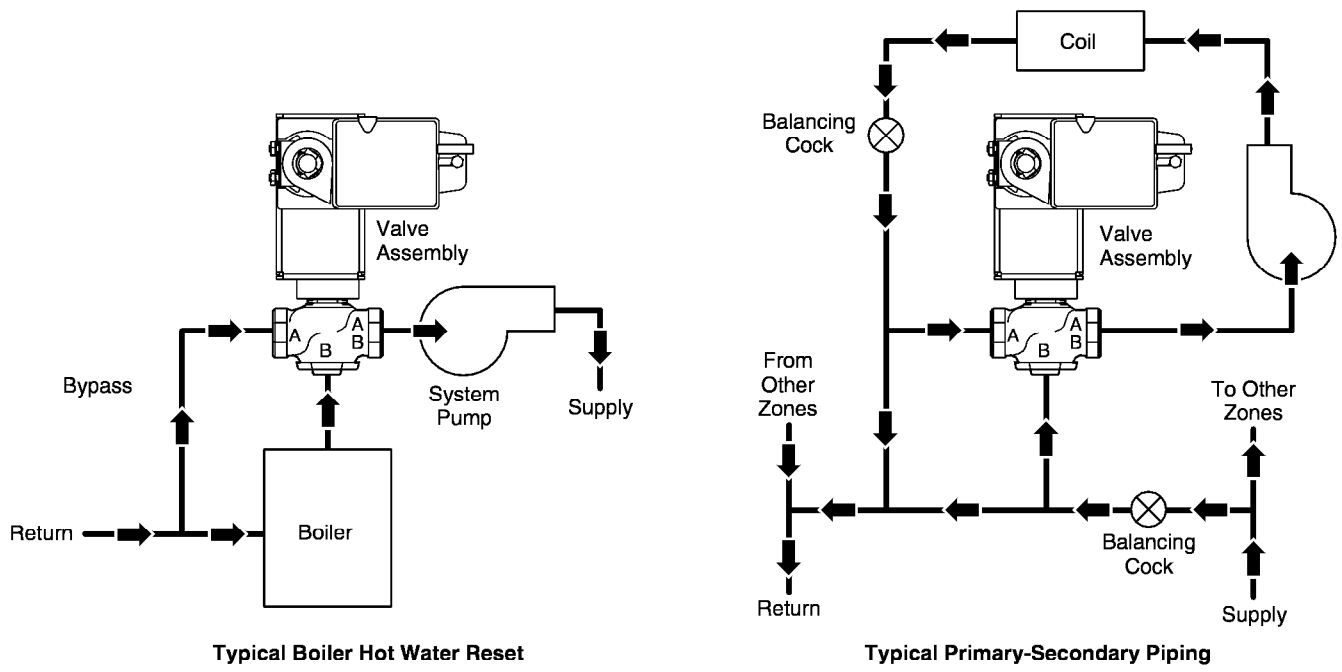 Valve
Assembly
A
B
A
B
Bypass
System
Pump
Supply
Return
Boiler
Typical Boiler Hot Water Reset
Coil
Balancing
Cock
Valve
Assembly
A
B
A
B
From
Other
Zones
To Other
Zones
Balancing
Cock
Return
Supply
Typical Primary-Secondary Piping